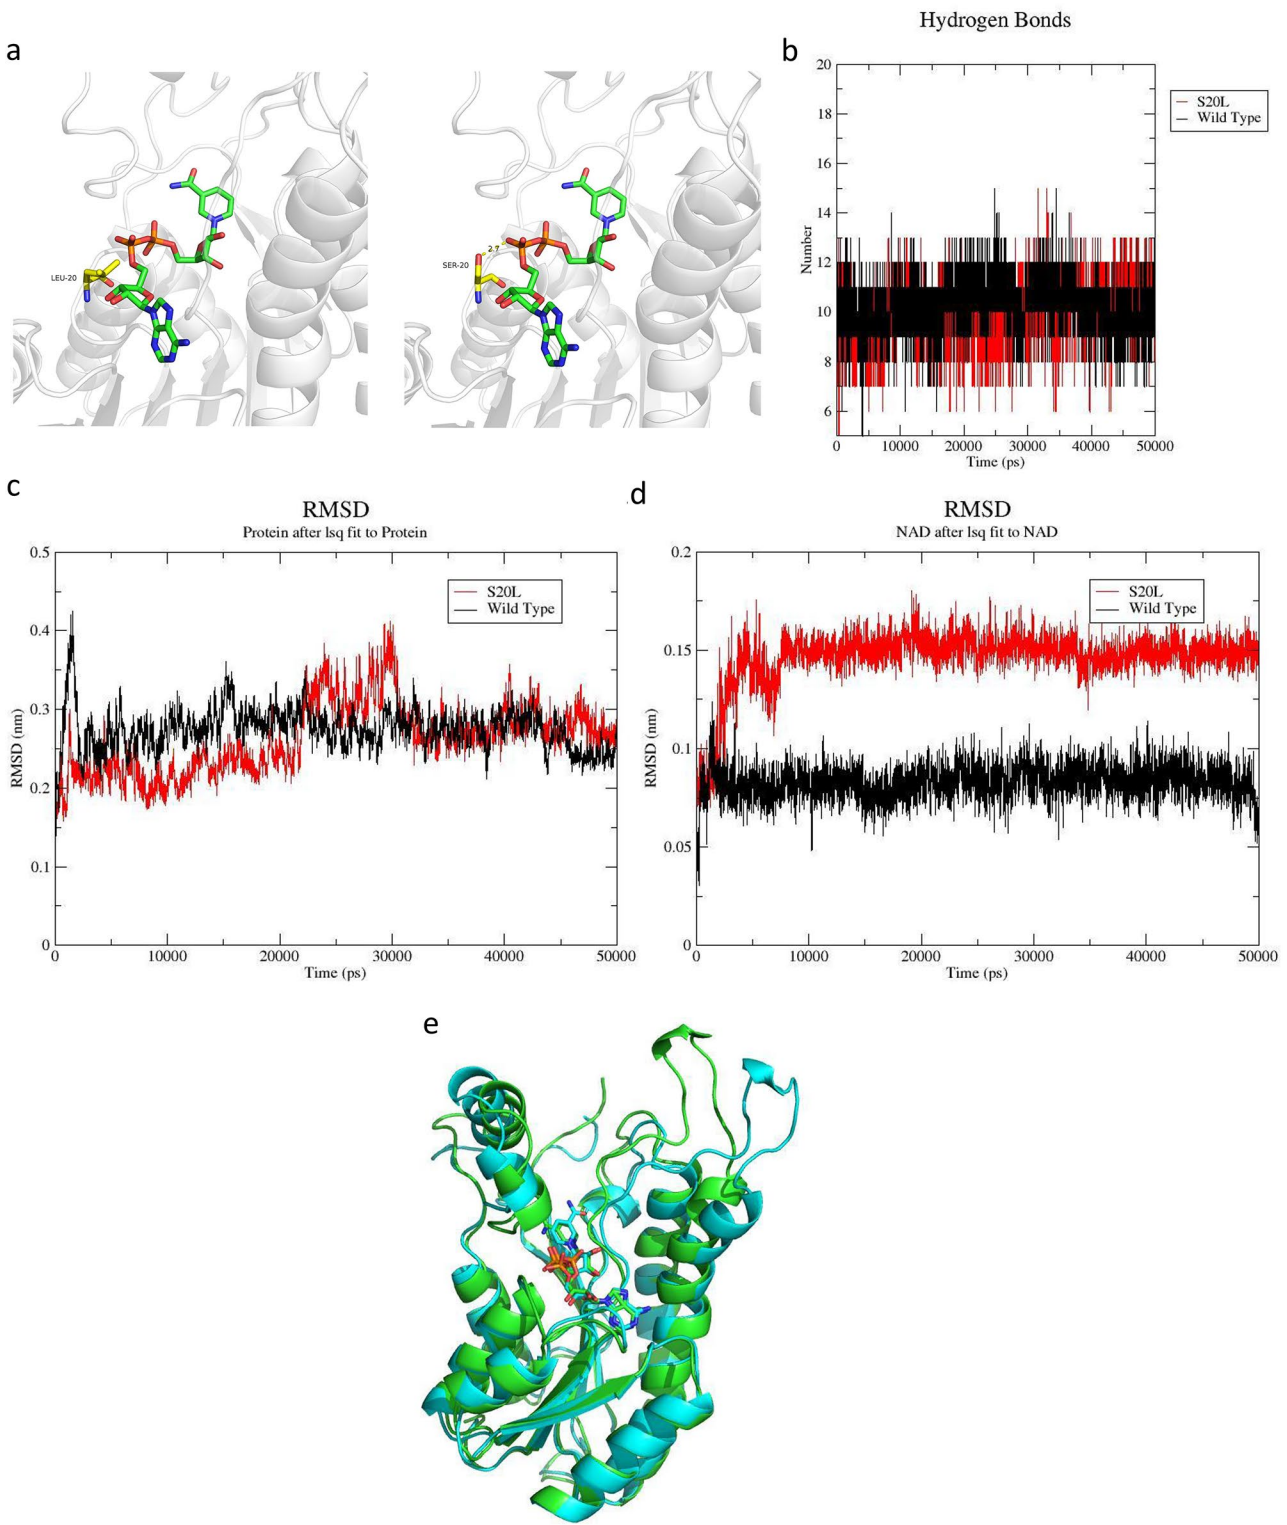 a
LEU-20
SER-20
2.7
b
Hydrogen Bonds
20
18
16
14
12
10
8
6
Number
0 10000 20000 30000 40000 50000
Time (ps)
S20L
Wild Type
c
RMSD
Protein after lsq fit to Protein
0.5
0.4
0.3
0.2
0.1
0
RMSD (nm)
0 10000 20000 30000 40000 50000
Time (ps)
S20L
Wild Type
.d
RMSD
NAD after lsq fit to NAD
0.2
0.15
0.1
0.05
0
RMSD (nm)
0 10000 20000 30000 40000 50000
Time (ps)
S20L
Wild Type
e